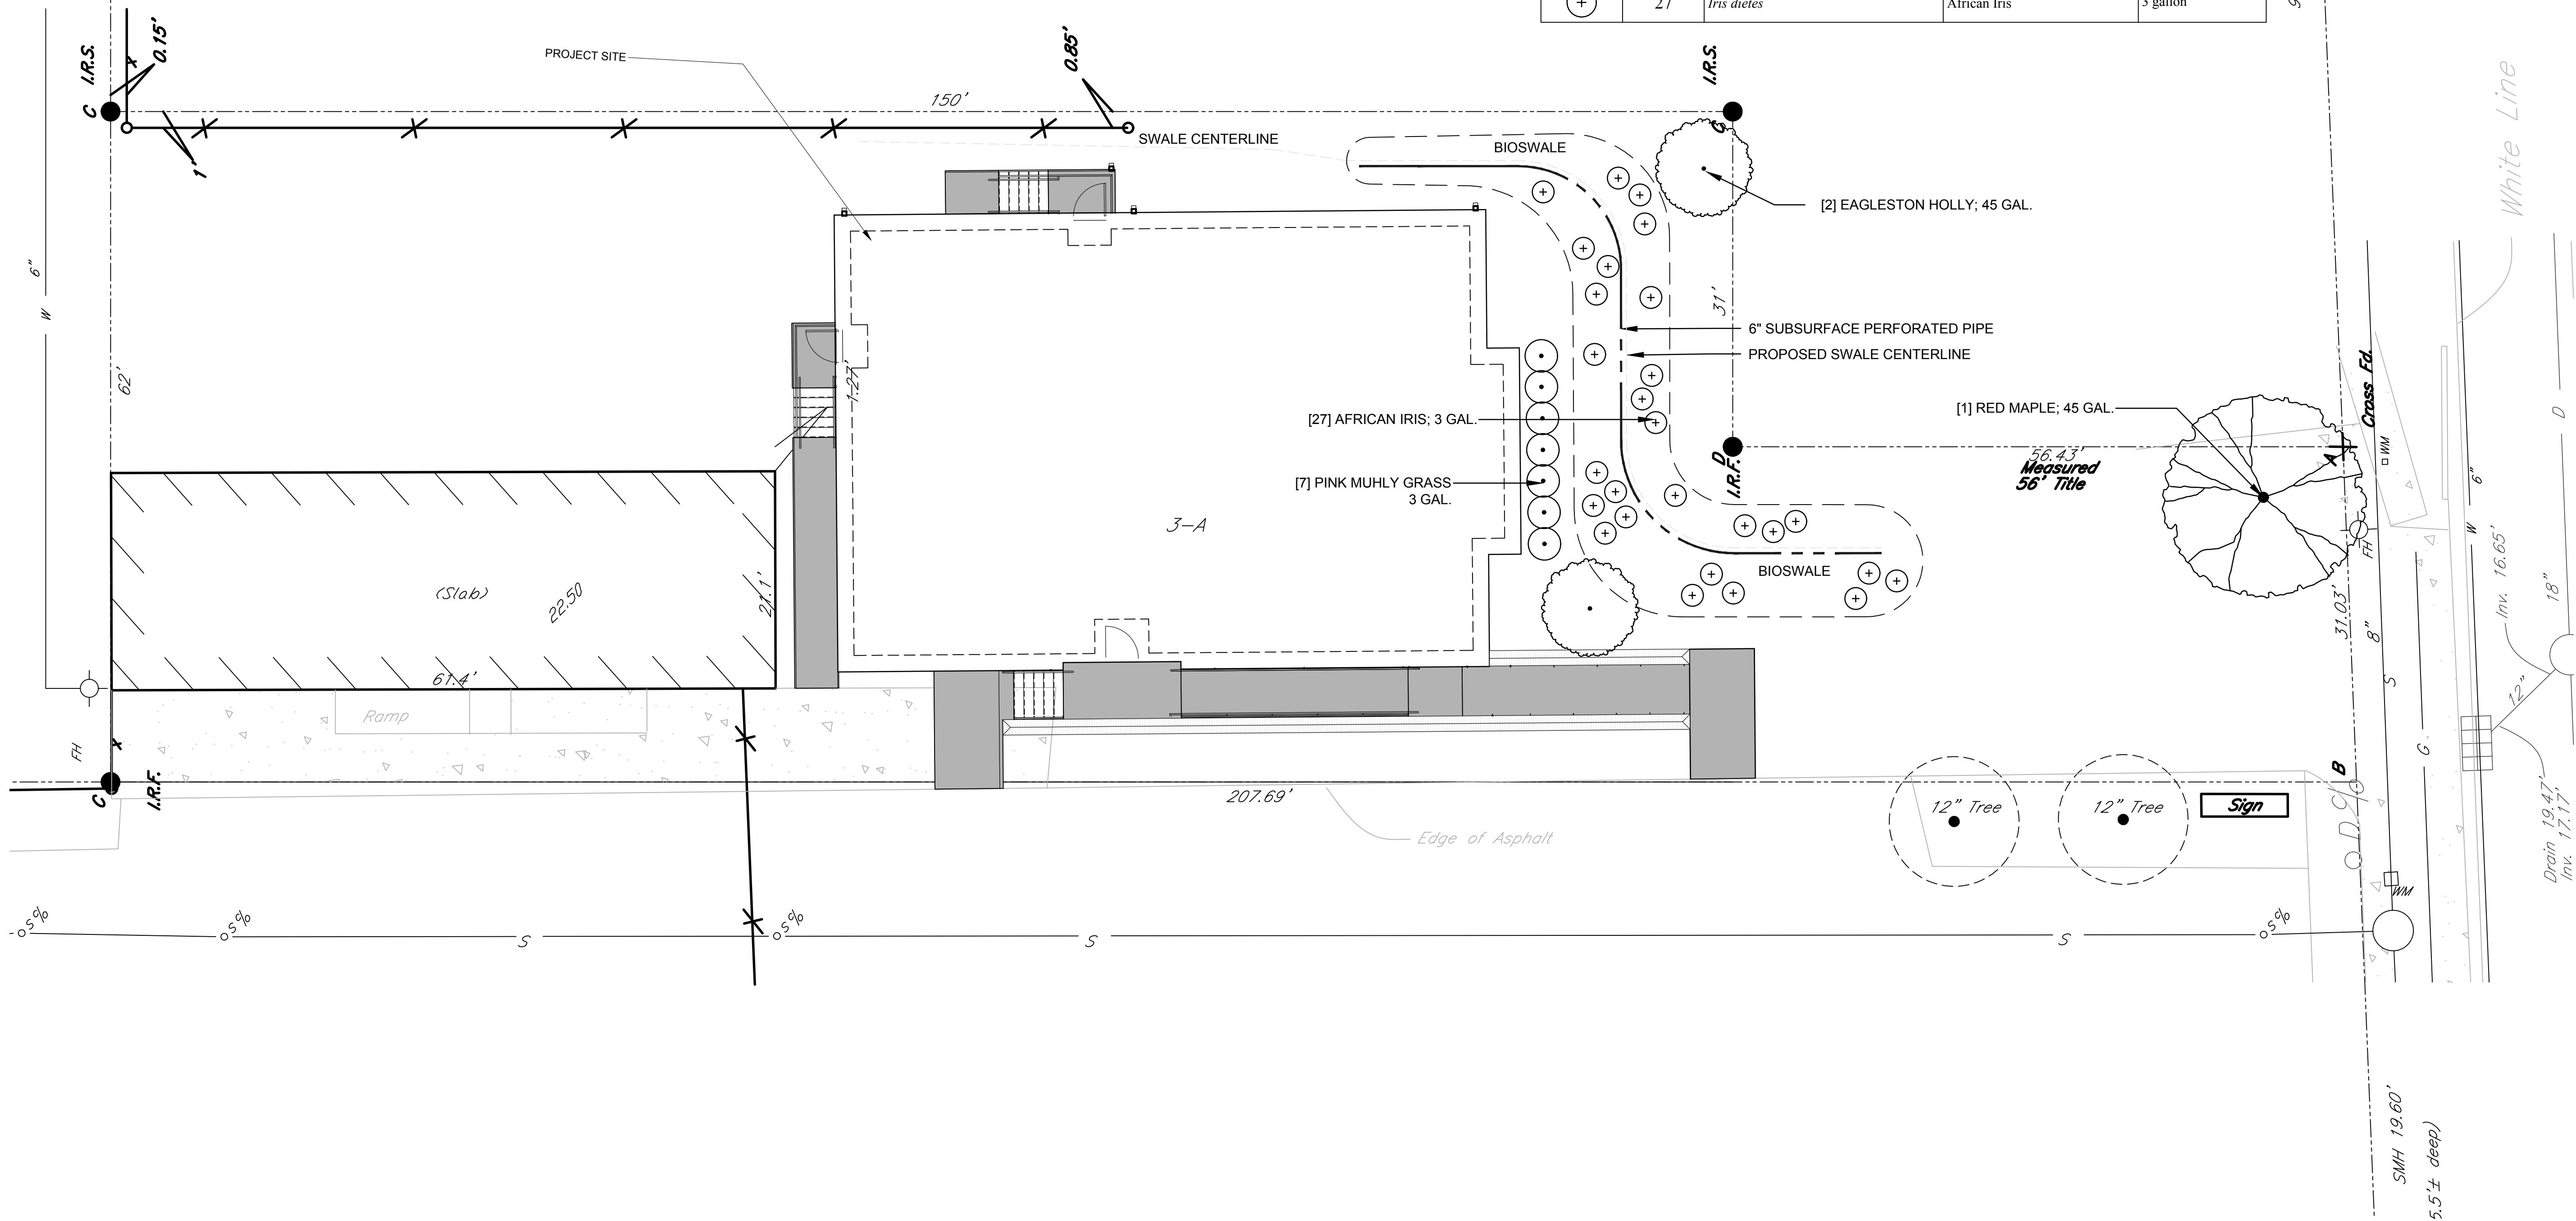 27
Iris dietes
African Iris
3 gallon
I.R.S.
0.15'
C
1'
PROJECT SITE
150'
0.85'
SWALE CENTERLINE
BIOSWALE
I.R.S.
G
[2] EAGLESTON HOLLY; 45 GAL.
White Line
W 6"
62'
1.27'
31'
6" SUBSURFACE PERFORATED PIPE
PROPOSED SWALE CENTERLINE
[27] AFRICAN IRIS; 3 GAL.
[7] PINK MUHLY GRASS
3 GAL.
[1] RED MAPLE; 45 GAL.
Cross Fd.
A
WM
D
I.R.F.
56.43'
Measured
56' Title
3-A
(Slab)
22.50
21.1'
61.4'
BIOSWALE
FH
31.03'
8"
S
G
W 6"
Inv. 16.65'
18"
D
12"
Ramp
FH
C
I.R.F.
207.69'
Edge of Asphalt
12" Tree
12" Tree
Sign
B
WM
Drain 19.47'
Inv. 17.17'
s%
s%
S
s%
S
S
s%
SMH 19.60'
5.5'± deep)